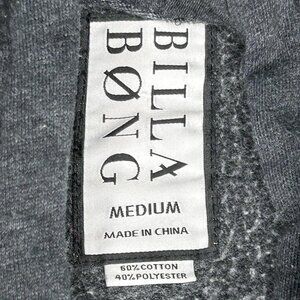 BILLA
BØNG
MEDIUM
MADE IN CHINA
60%COTTON
40%POLYESTER